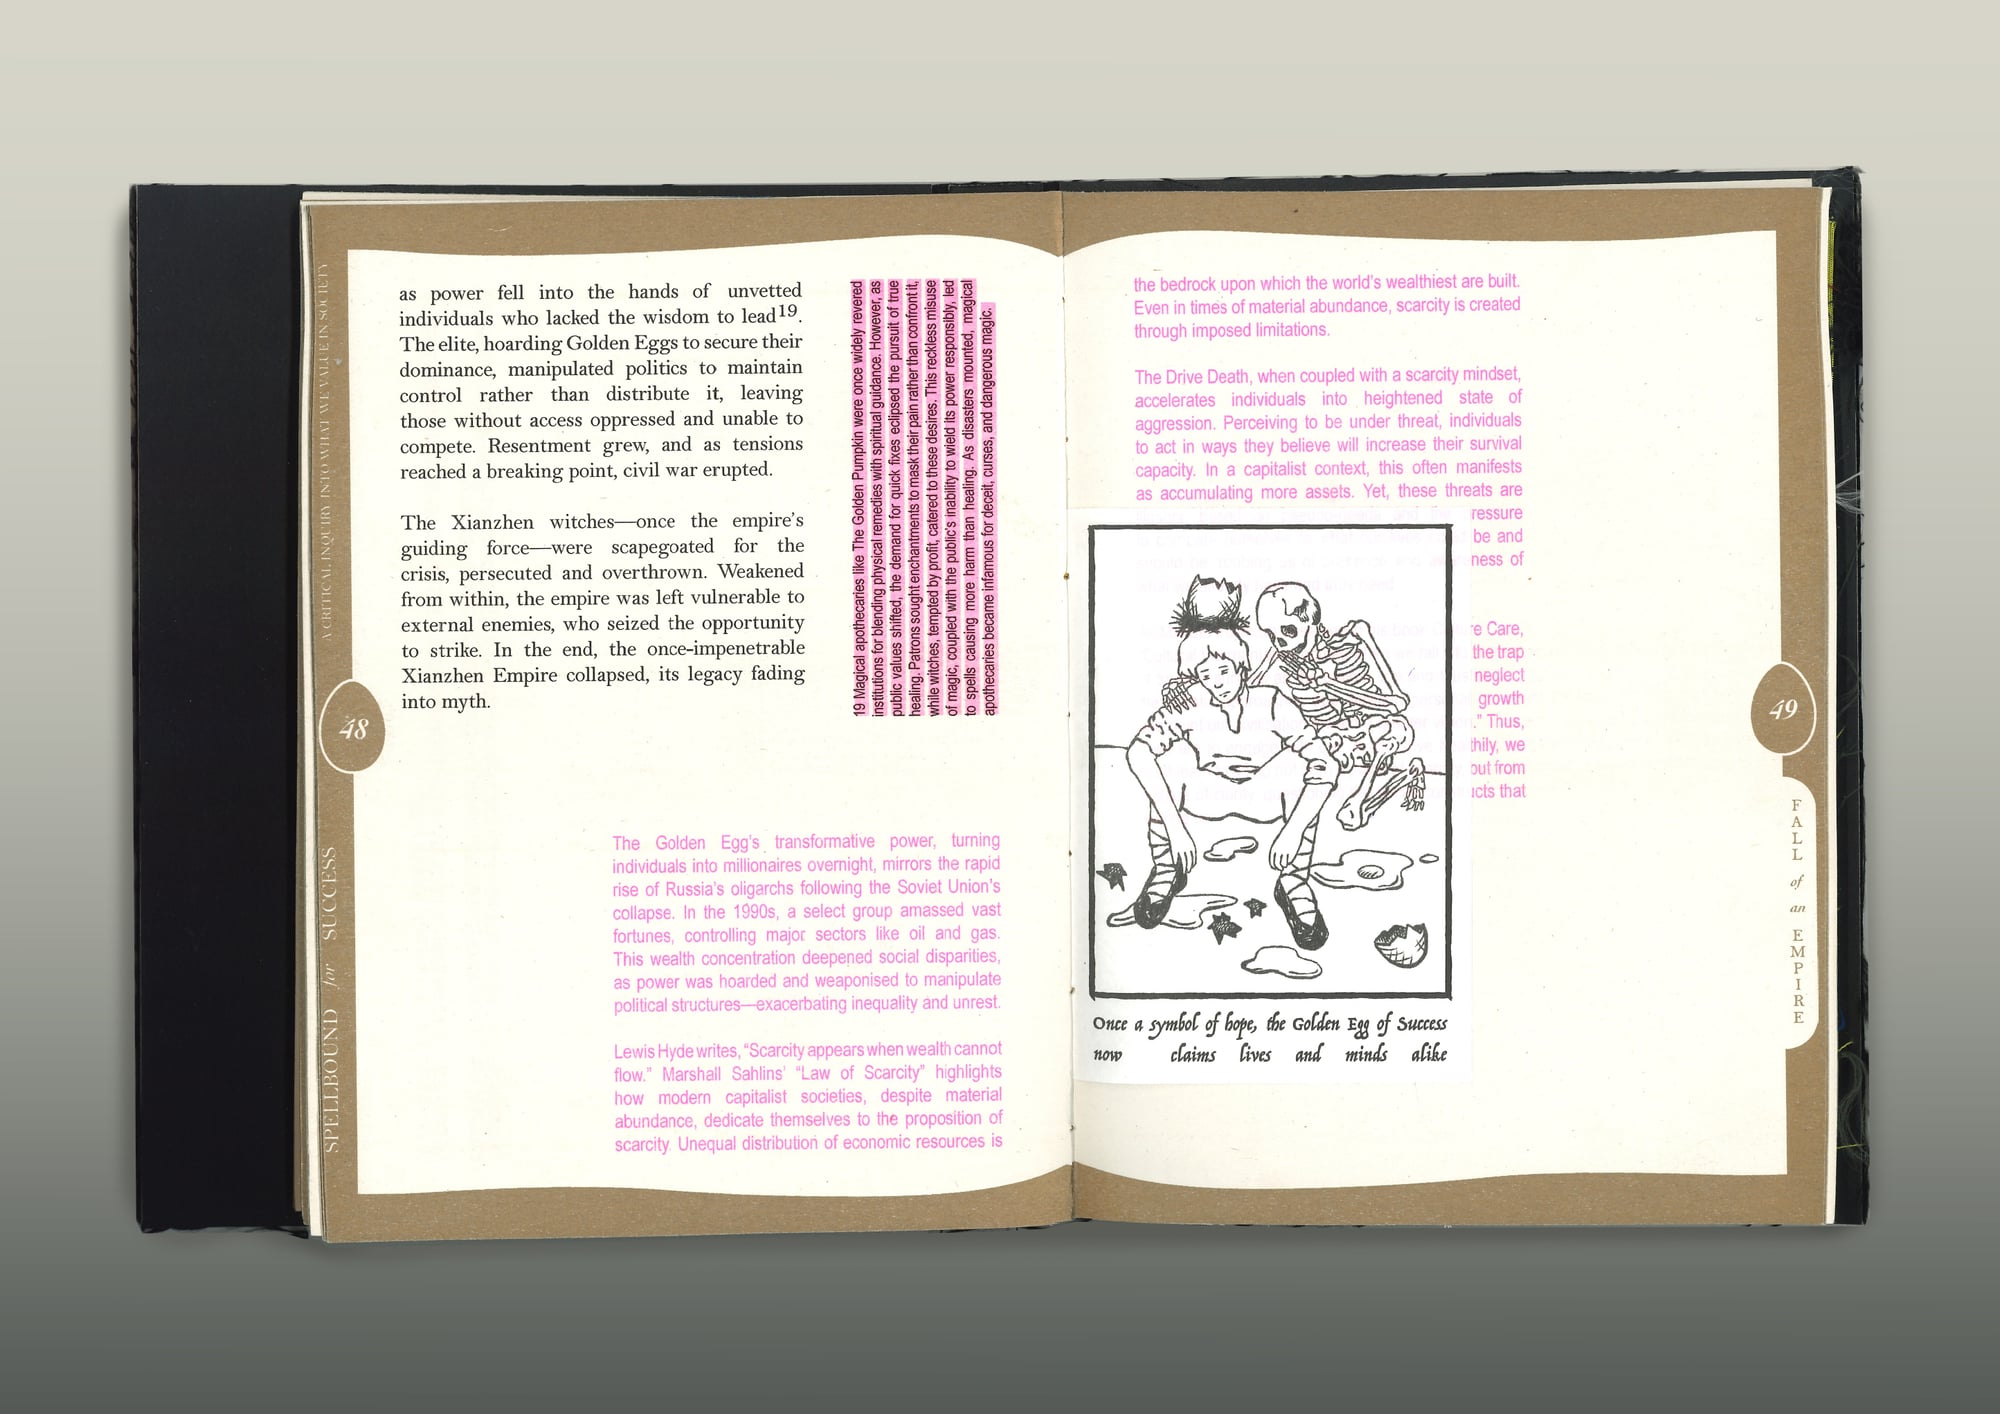 A CRITICAL INQUIRY INTO WHAT WE VALUE IN SOCIETY
SPELLBOUND for SUCCESS
48
as power fell into the hands of unvetted
individuals who lacked the wisdom to lead19.
The elite, hoarding Golden Eggs to secure their
dominance, manipulated politics to maintain
control rather than distribute it, leaving
those without access oppressed and unable to
compete. Resentment grew, and as tensions
reached a breaking point, civil war erupted.
The Xianzhen witches—once the empire's
guiding force—were scapegoated for the
crisis, persecuted and overthrown. Weakened
from within, the empire was left vulnerable to
external enemies, who seized the opportunity
to strike. In the end, the once-impenetrable
Xianzhen Empire collapsed, its legacy fading
into myth.
19 Magical apothecaries like The Golden Pumpkin were once widely revered
institutions for blending physical remedies with spiritual guidance. However, as
public values shifted, the demand for quick fixes eclipsed the pursuit of true
healing. Patrons sought enchantments to mask their pain rather than confront it,
while witches, tempted by profit, catered to these desires. This reckless misuse
of magic, coupled with the public's inability to wield its power responsibly, led
to spells causing more harm than healing. As disasters mounted, magical
apothecaries became infamous for deceit, curses, and dangerous magic.
The Golden Egg's transformative power, turning
individuals into millionaires overnight, mirrors the rapid
rise of Russia's oligarchs following the Soviet Union's
collapse. In the 1990s, a select group amassed vast
fortunes, controlling major sectors like oil and gas.
This wealth concentration deepened social disparities,
as power was hoarded and weaponised to manipulate
political structures—exacerbating inequality and unrest.
Lewis Hyde writes, “Scarcity appears when wealth cannot
flow.” Marshall Sahlins' “Law of Scarcity” highlights
how modern capitalist societies, despite material
abundance, dedicate themselves to the proposition of
scarcity. Unequal distribution of economic resources is
the bedrock upon which the world's wealthiest are built.
Even in times of material abundance, scarcity is created
through imposed limitations.
The Drive Death, when coupled with a scarcity mindset,
accelerates individuals into heightened state of
aggression. Perceiving to be under threat, individuals
to act in ways they believe will increase their survival
capacity. In a capitalist context, this often manifests
as accumulating more assets. Yet, these threats are
ressure
be and
ness of
e Care,
the trap
neglect
growth
.” Thus,
thily, we
but from
ucts that
Once a symbol of hope, the Golden Egg of Success
now claims lives and minds alike
49
FALL of an EMPIRE